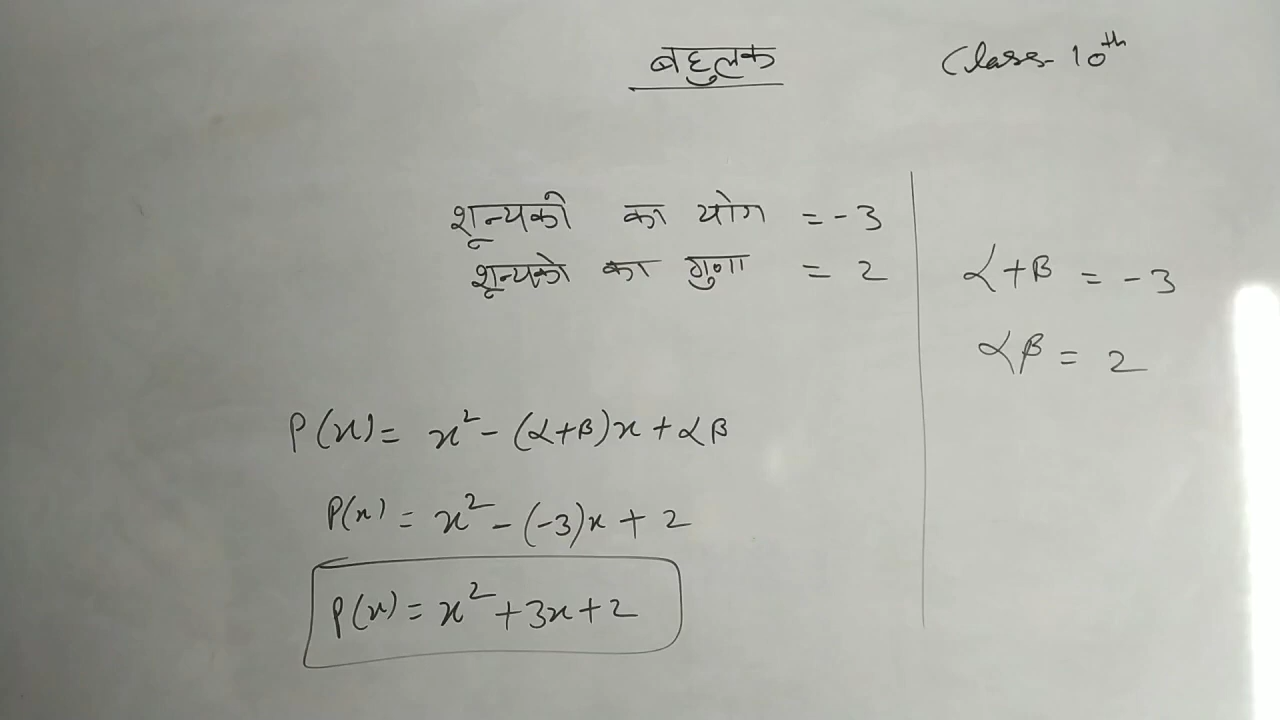 बहुलक
Class- 10th
शून्यको का योग = -3
शून्यको का गुणा = 2
α+β = -3
αβ = 2
P(x)= x²-(α+β)x+αβ
P(x) = x²-(-3)x + 2
P(x) = x²+3x+2